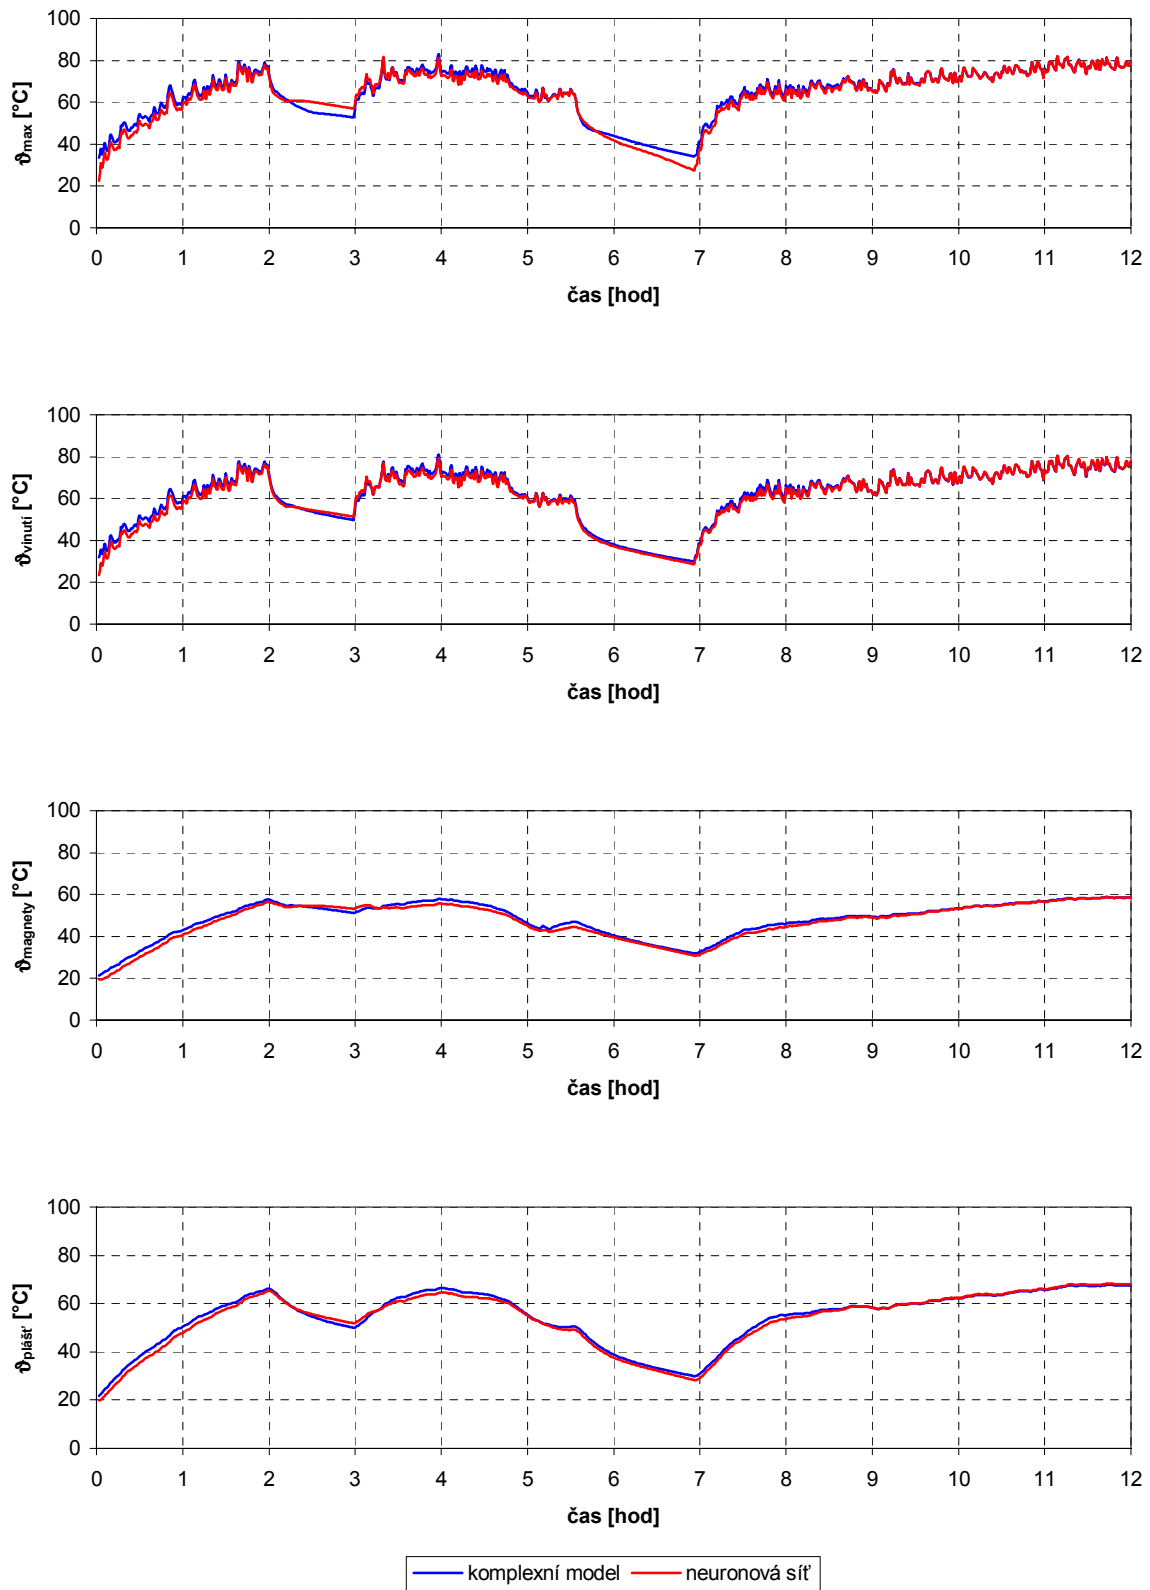 100
80
60
40
20
0
ϑmax [°C]
0 1 2 3 4 5 6 7 8 9 10 11 12
čas [hod]
100
80
60
40
20
0
ϑvinutí [°C]
0 1 2 3 4 5 6 7 8 9 10 11 12
čas [hod]
100
80
60
40
20
0
ϑmagnety [°C]
0 1 2 3 4 5 6 7 8 9 10 11 12
čas [hod]
100
80
60
40
20
0
ϑplášť [°C]
0 1 2 3 4 5 6 7 8 9 10 11 12
čas [hod]
komplexní model neuronová síť